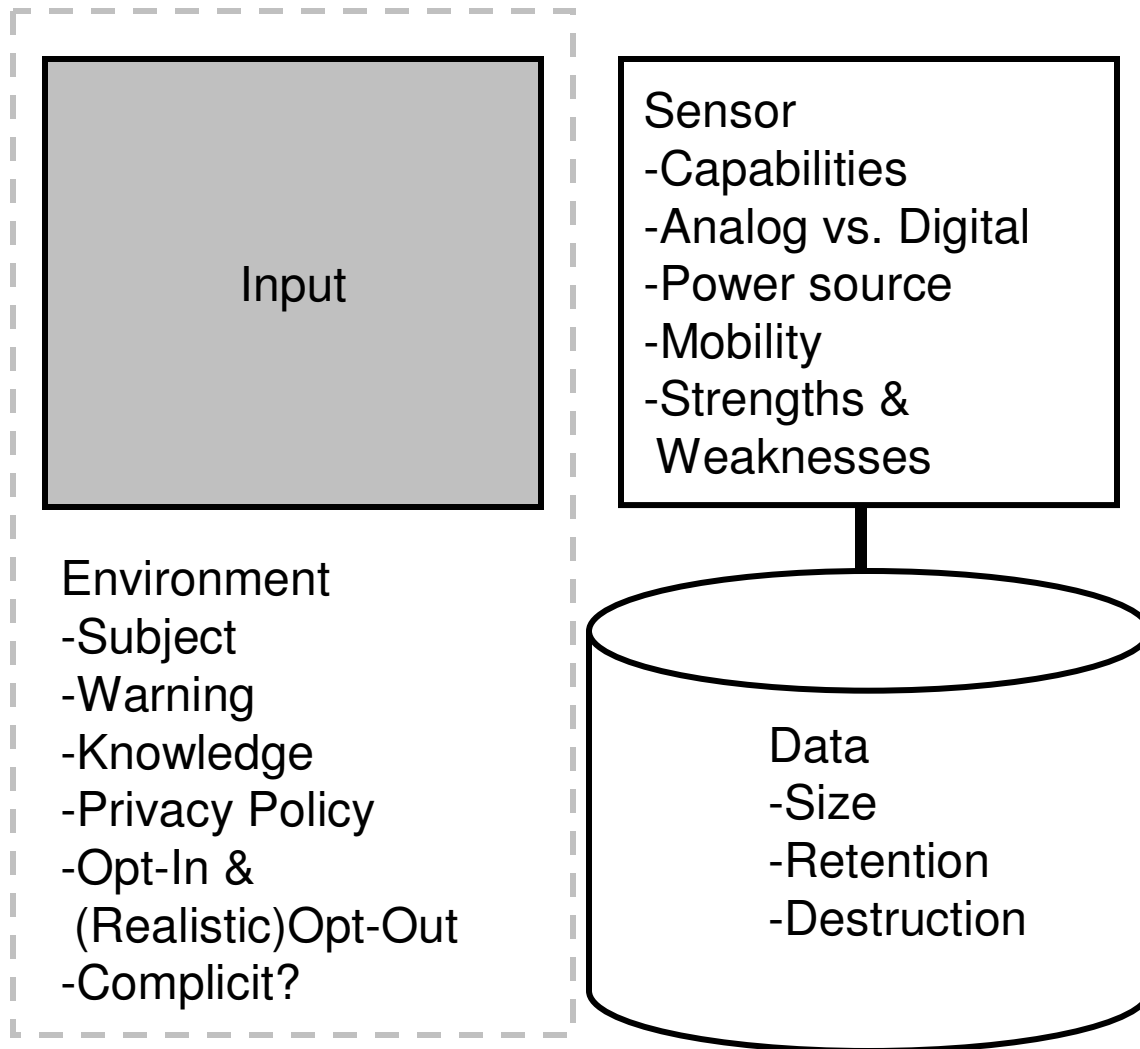 Input
Environment
-Subject
-Warning
-Knowledge
-Privacy Policy
-Opt-In &
(Realistic)Opt-Out
-Complicit?
Sensor
-Capabilities
-Analog vs. Digital
-Power source
-Mobility
-Strengths &
Weaknesses
Data
-Size
-Retention
-Destruction